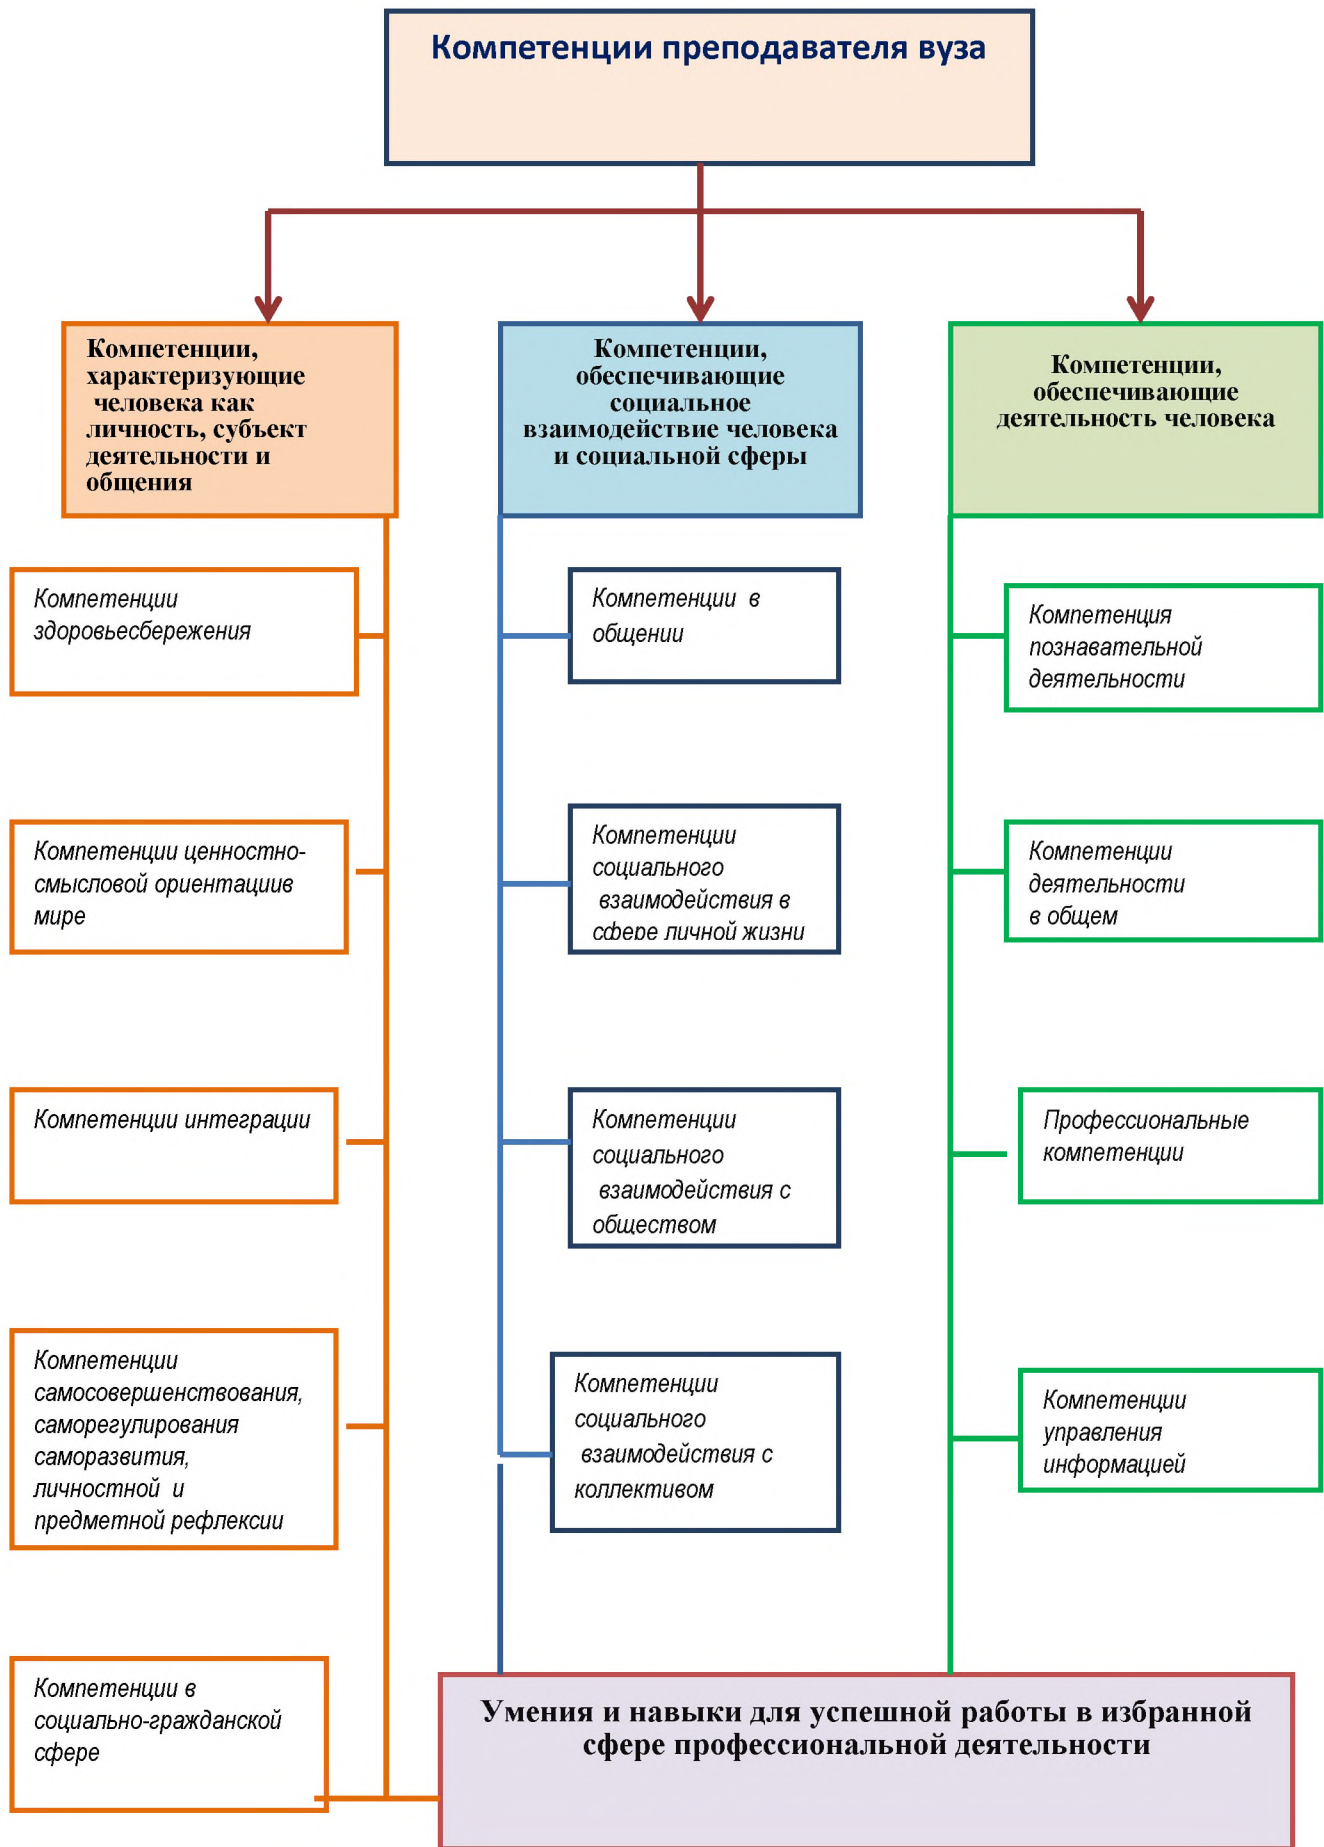 Компетенции преподавателя вуза
Компетенции,
характеризующие
человека как
личность, субъект
деятельности и
общения
Компетенции
здоровьесбережения
Компетенции ценностно-
смысловой ориентациив
мире
Компетенции интеграции
Компетенции
самосовершенствования,
саморегулирования
саморазвития,
личностной и
предметной рефлексии
Компетенции в
социально-гражданской
сфере
Компетенции,
обеспечивающие
социальное
взаимодействие человека
и социальной сферы
Компетенции в
общении
Компетенции
социального
взаимодействия в
сфере личной жизни
Компетенции
социального
взаимодействия с
обществом
Компетенции
социального
взаимодействия с
коллективом
Компетенции,
обеспечивающие
деятельность человека
Компетенция
познавательной
деятельности
Компетенции
деятельности
в общем
Профессиональные
компетенции
Компетенции
управления
информацией
Умения и навыки для успешной работы в избранной
сфере профессиональной деятельности